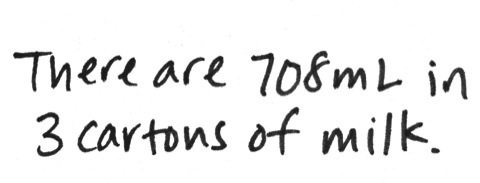 There are 708mL in
3 cartons of milk.